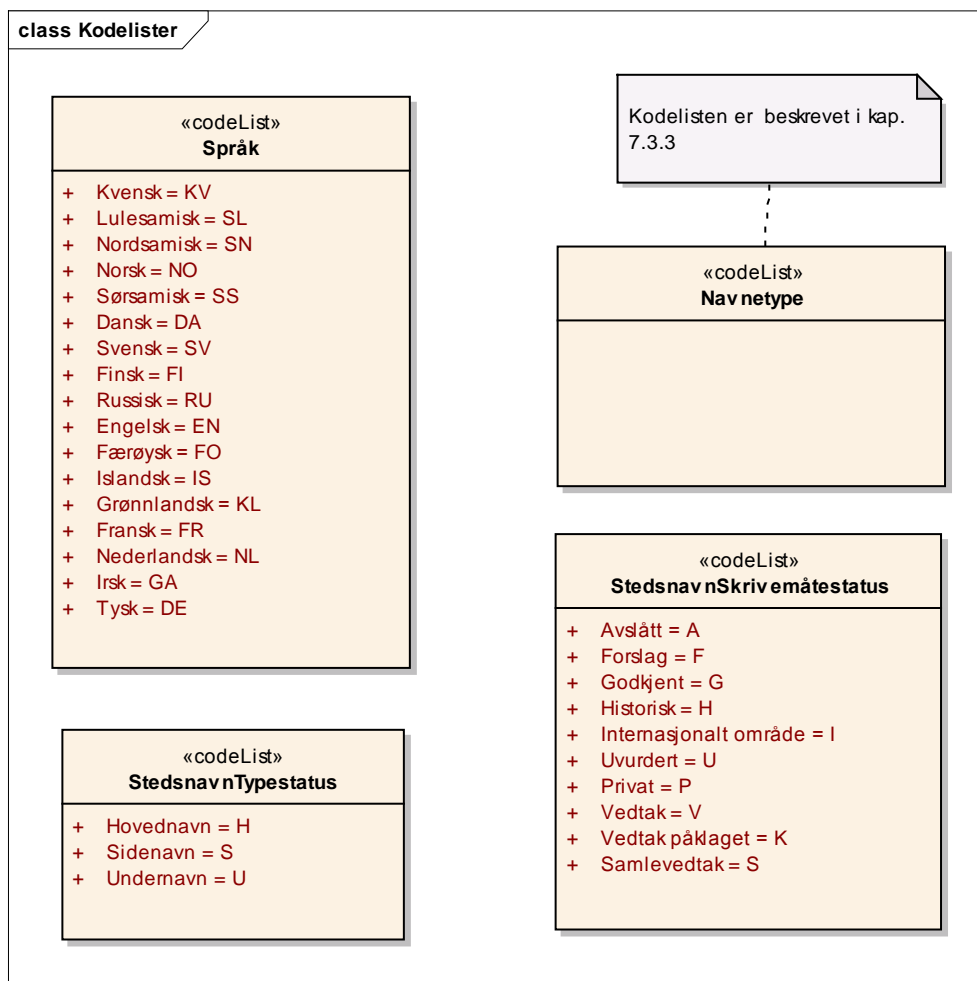 class Kodelister
«codeList»
Språk
+ Kvensk = KV
+ Lulesamisk = SL
+ Nordsamisk = SN
+ Norsk = NO
+ Sørsamisk = SS
+ Dansk = DA
+ Svensk = SV
+ Finsk = FI
+ Russisk = RU
+ Engelsk = EN
+ Færøysk = FO
+ Islandsk = IS
+ Grønnlandsk = KL
+ Fransk = FR
+ Nederlandsk = NL
+ Irsk = GA
+ Tysk = DE
Kodelisten er beskrevet i kap.
7.3.3
«codeList»
Navnetype
«codeList»
StedsnavnSkrivemåtestatus
+ Avslått = A
+ Forslag = F
+ Godkjent = G
+ Historisk = H
+ Internasjonalt område = I
+ Uvurdert = U
+ Privat = P
+ Vedtak = V
+ Vedtak påklaget = K
+ Samlevedtak = S
«codeList»
StedsnavnTypestatus
+ Hovednavn = H
+ Sidenavn = S
+ Undernavn = U